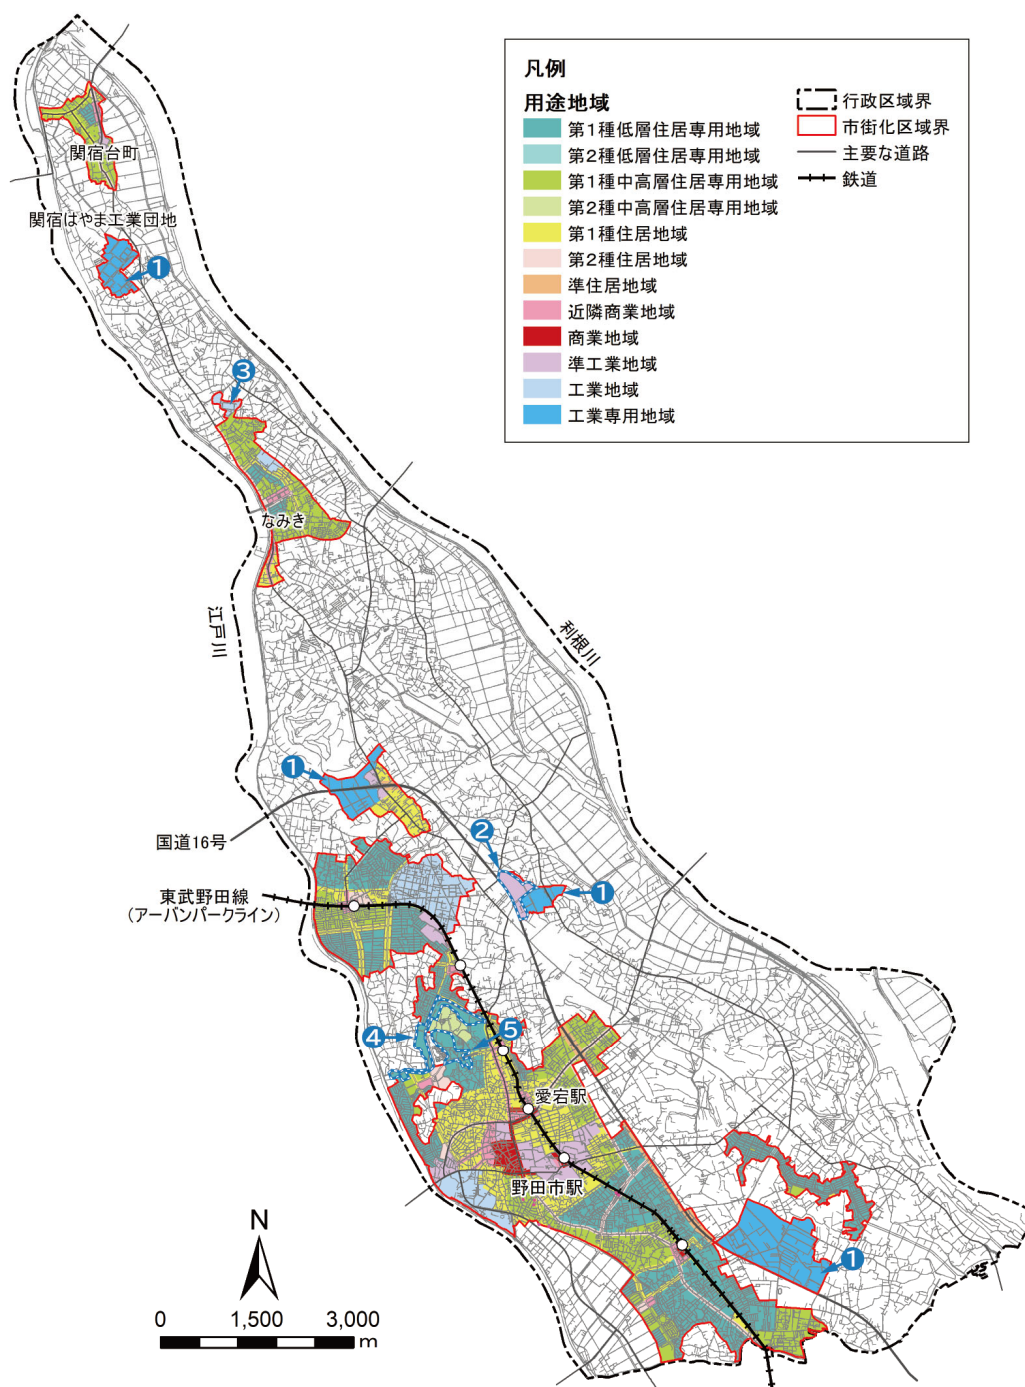 凡例
用途地域
第1種低層住居専用地域
第2種低層住居専用地域
第1種中高層住居専用地域
第2種中高層住居専用地域
第1種住居地域
第2種住居地域
準住居地域
近隣商業地域
商業地域
準工業地域
工業地域
工業専用地域
行政区域界
市街化区域界
主要な道路
鉄道
関宿台町
関宿はやま工業団地
1
3
なみき
江戸川
利根川
1
国道16号
2
1
東武野田線
(アーバンパークライン)
4
5
愛宕駅
野田市駅
1
N
0 1,500 3,000
m